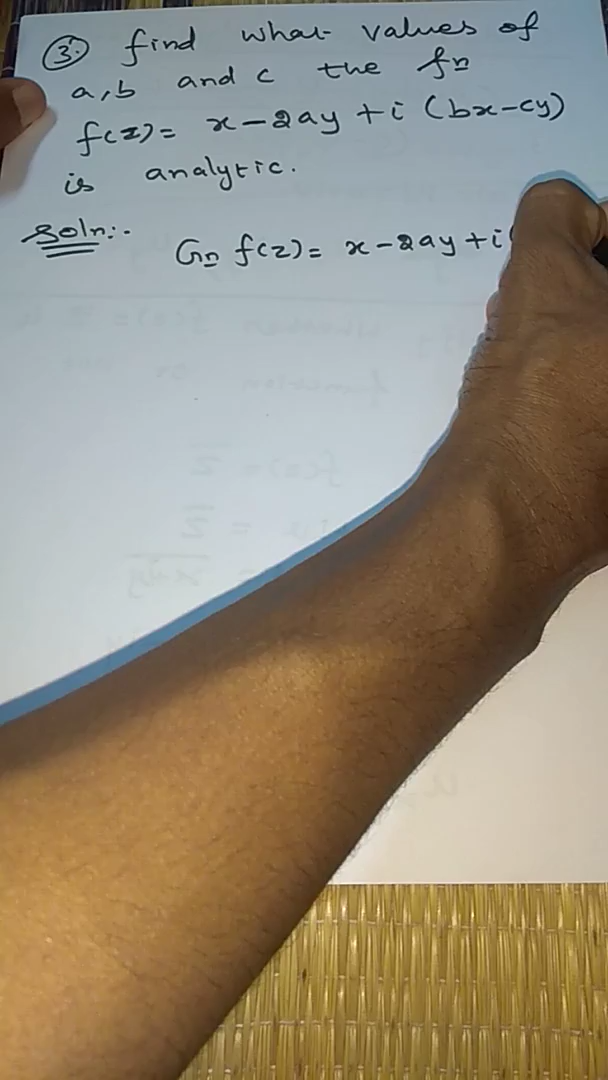 3. find what values of
a, b and c the fn
f(z) = x - 2ay + i (bx - cy)
is analytic.
Soln:-
Gn f(z) = x - 2ay + i(